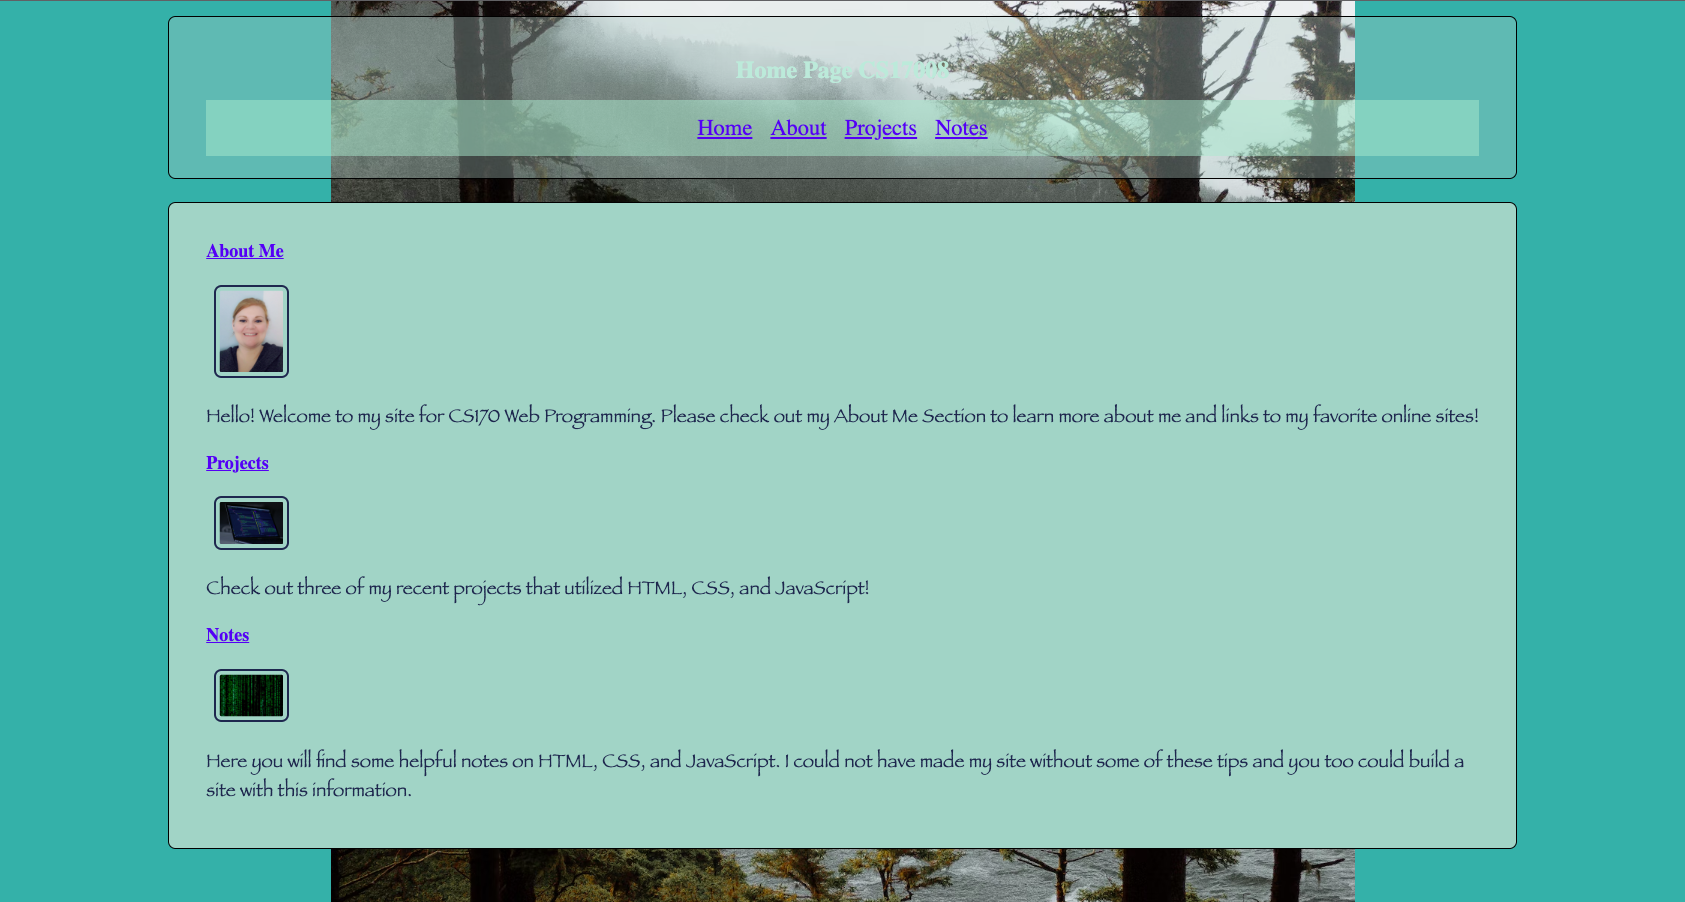 Home Page
Home About Projects Notes
About Me
Hello! Welcome to my site for CS170 Web Programming. Please check out my About Me Section to learn more about me and links to my favorite online sites!
Projects
Check out three of my recent projects that utilized HTML, CSS, and JavaScript!
Notes
Here you will find some helpful notes on HTML, CSS, and JavaScript. I could not have made my site without some of these tips and you too could build a
site with this information.